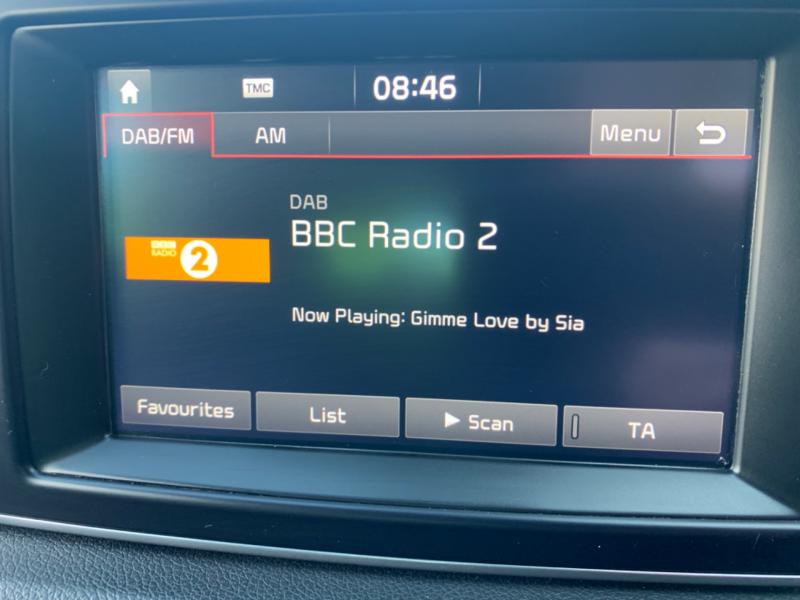 TMC 08:46
DAB/FM AM Menu
DAB
BBC Radio 2
BBC
RADIO 2
Now Playing: Gimme Love by Sia
Favourites List Scan TA